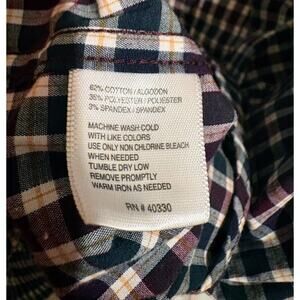 62% COTTON / ALGODON
35% POLYESTER / POLYESTER
3% SPANDEX / SPANDEX
MACHINE WASH COLD
WITH LIKE COLORS
USE ONLY NON CHLORINE BLEACH
WHEN NEEDED
TUMBLE DRY LOW
REMOVE PROMPTLY
WARM IRON AS NEEDED
RN # 40330